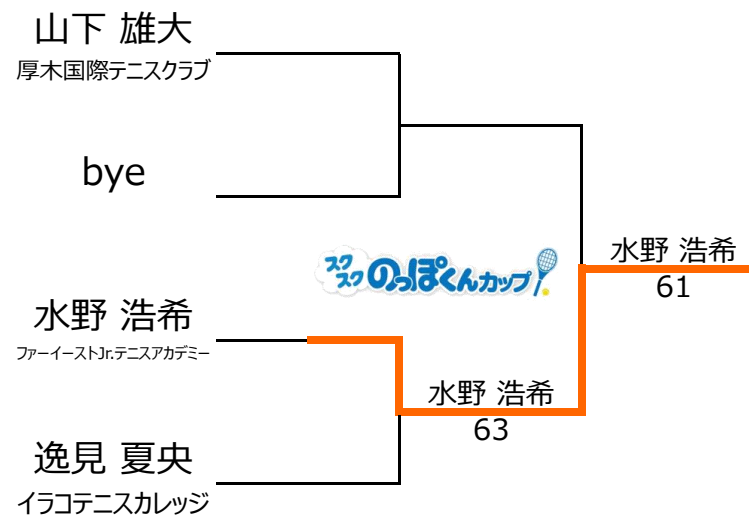 山下 雄大
厚木国際テニスクラブ
bye
スクスクのっぽくんカップ
水野 浩希
61
水野 浩希
ファーイーストJr.テニスアカデミー
水野 浩希
63
逸見 夏央
イラコテニスカレッジ